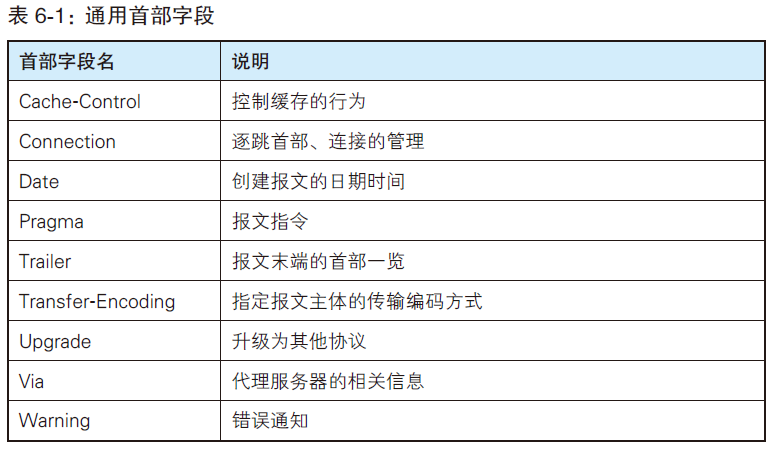 表 6-1：通用首部字段
首部字段名 说明
Cache-Control 控制缓存的行为
Connection 逐跳首部、连接的管理
Date 创建报文的日期时间
Pragma 报文指令
Trailer 报文末端的首部一览
Transfer-Encoding 指定报文主体的传输编码方式
Upgrade 升级为其他协议
Via 代理服务器的相关信息
Warning 错误通知